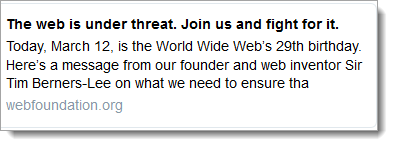 The web is under threat. Join us and fight for it.
Today, March 12, is the World Wide Web's 29th birthday.
Here's a message from our founder and web inventor Sir
Tim Berners-Lee on what we need to ensure tha
webfoundation.org